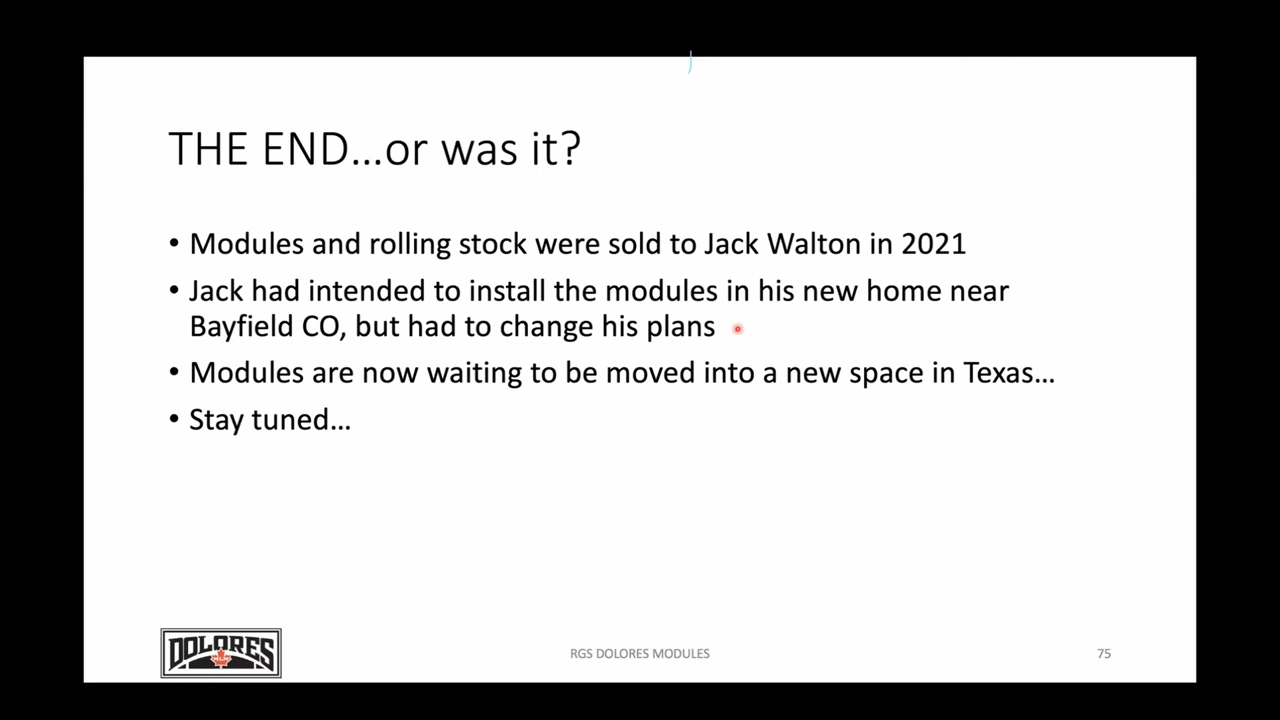 THE END...or was it?
• Modules and rolling stock were sold to Jack Walton in 2021
• Jack had intended to install the modules in his new home near
Bayfield CO, but had to change his plans
• Modules are now waiting to be moved into a new space in Texas...
• Stay tuned...
DOLORES
RGS DOLORES MODULES
75